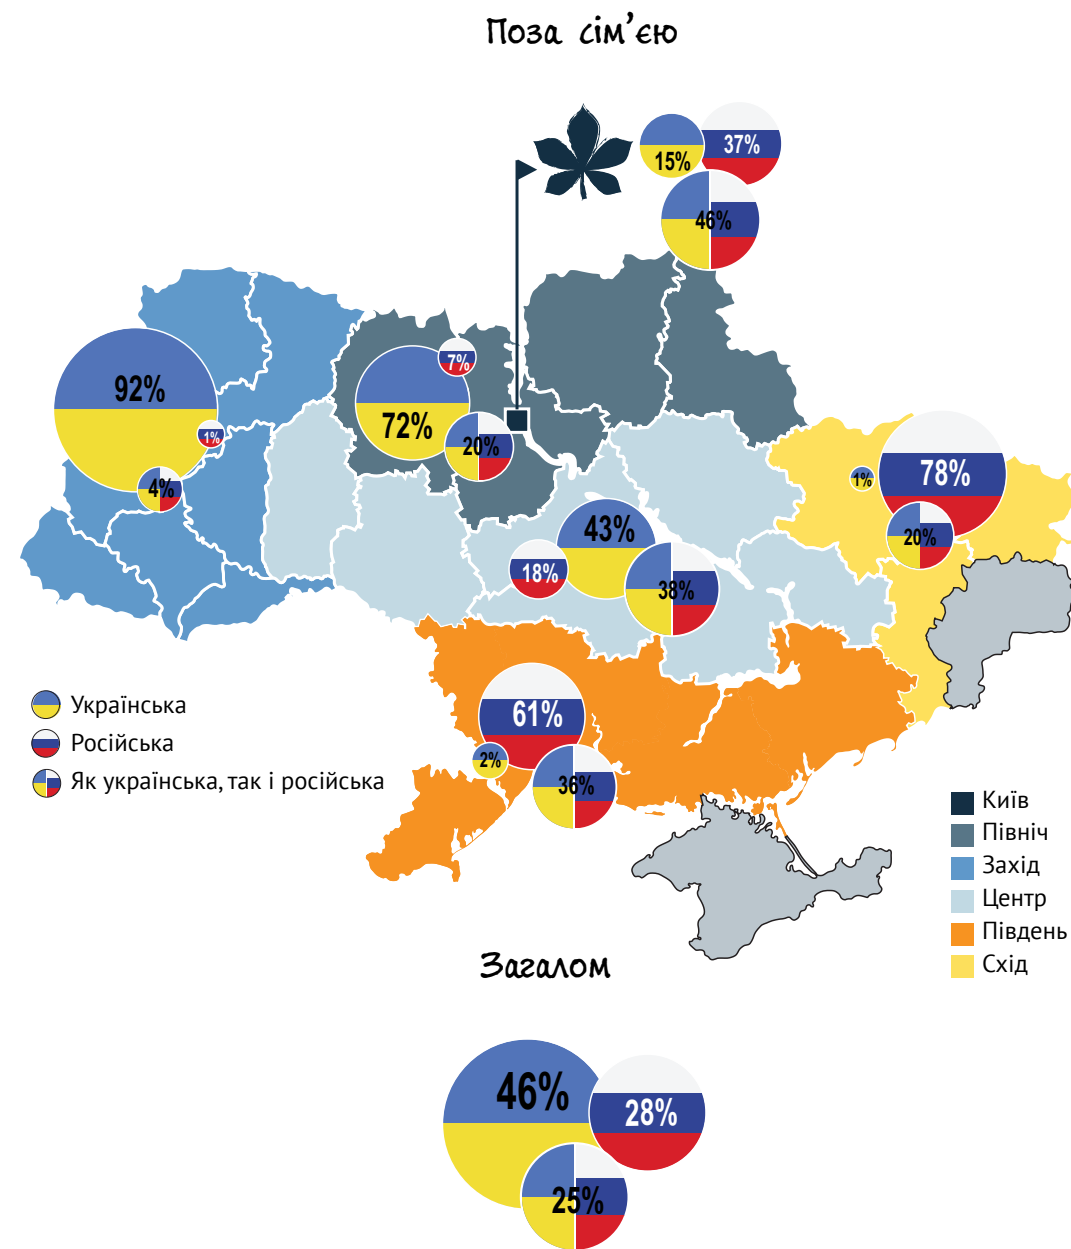 Поза сім’єю
37%
15%
46%
92%
1%
4%
7%
72%
20%
78%
1%
20%
43%
18%
38%
61%
2%
36%
Українська
Російська
Як українська, так і російська
Київ
Північ
Захід
Центр
Південь
Схід
Загалом
46%
28%
25%